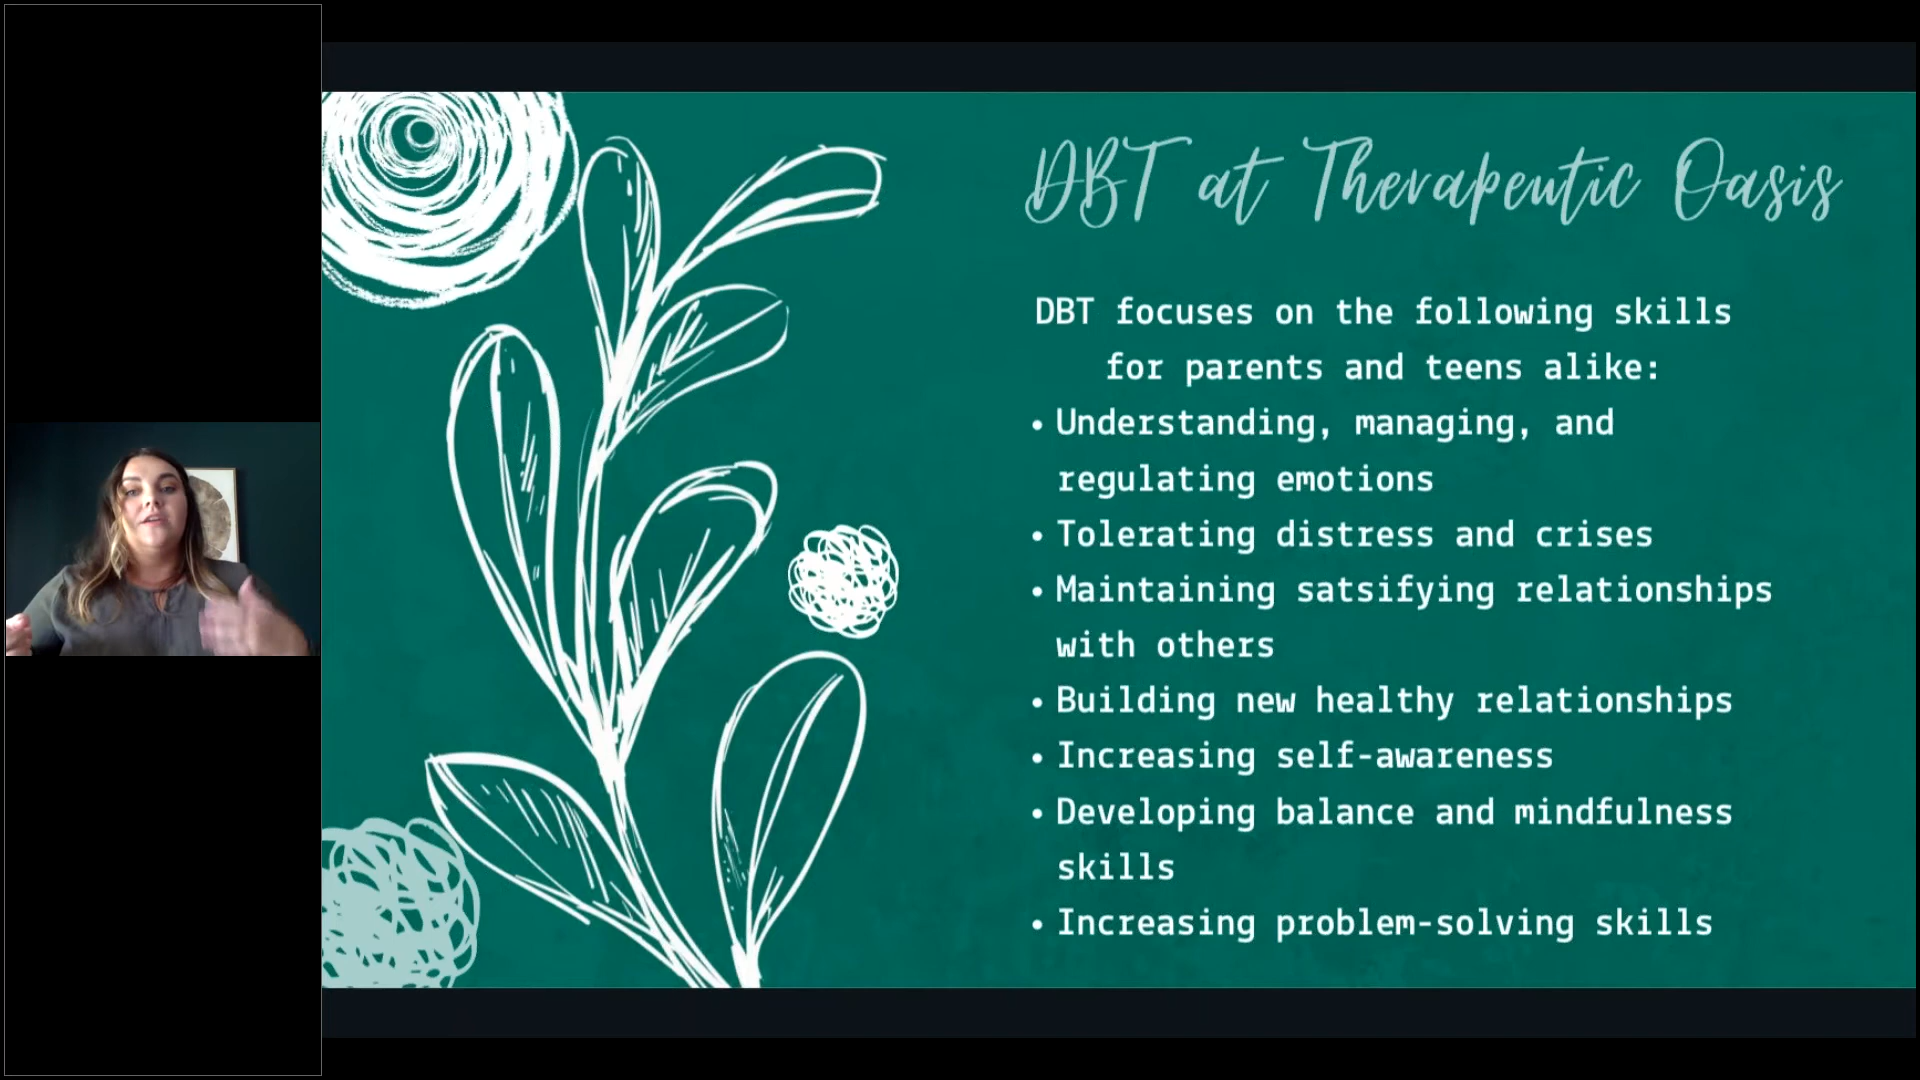 DBT at Therapeutic Oasis
DBT focuses on the following skills
for parents and teens alike:
• Understanding, managing, and
regulating emotions
• Tolerating distress and crises
• Maintaining satsifying relationships
with others
• Building new healthy relationships
• Increasing self-awareness
• Developing balance and mindfulness
skills
• Increasing problem-solving skills